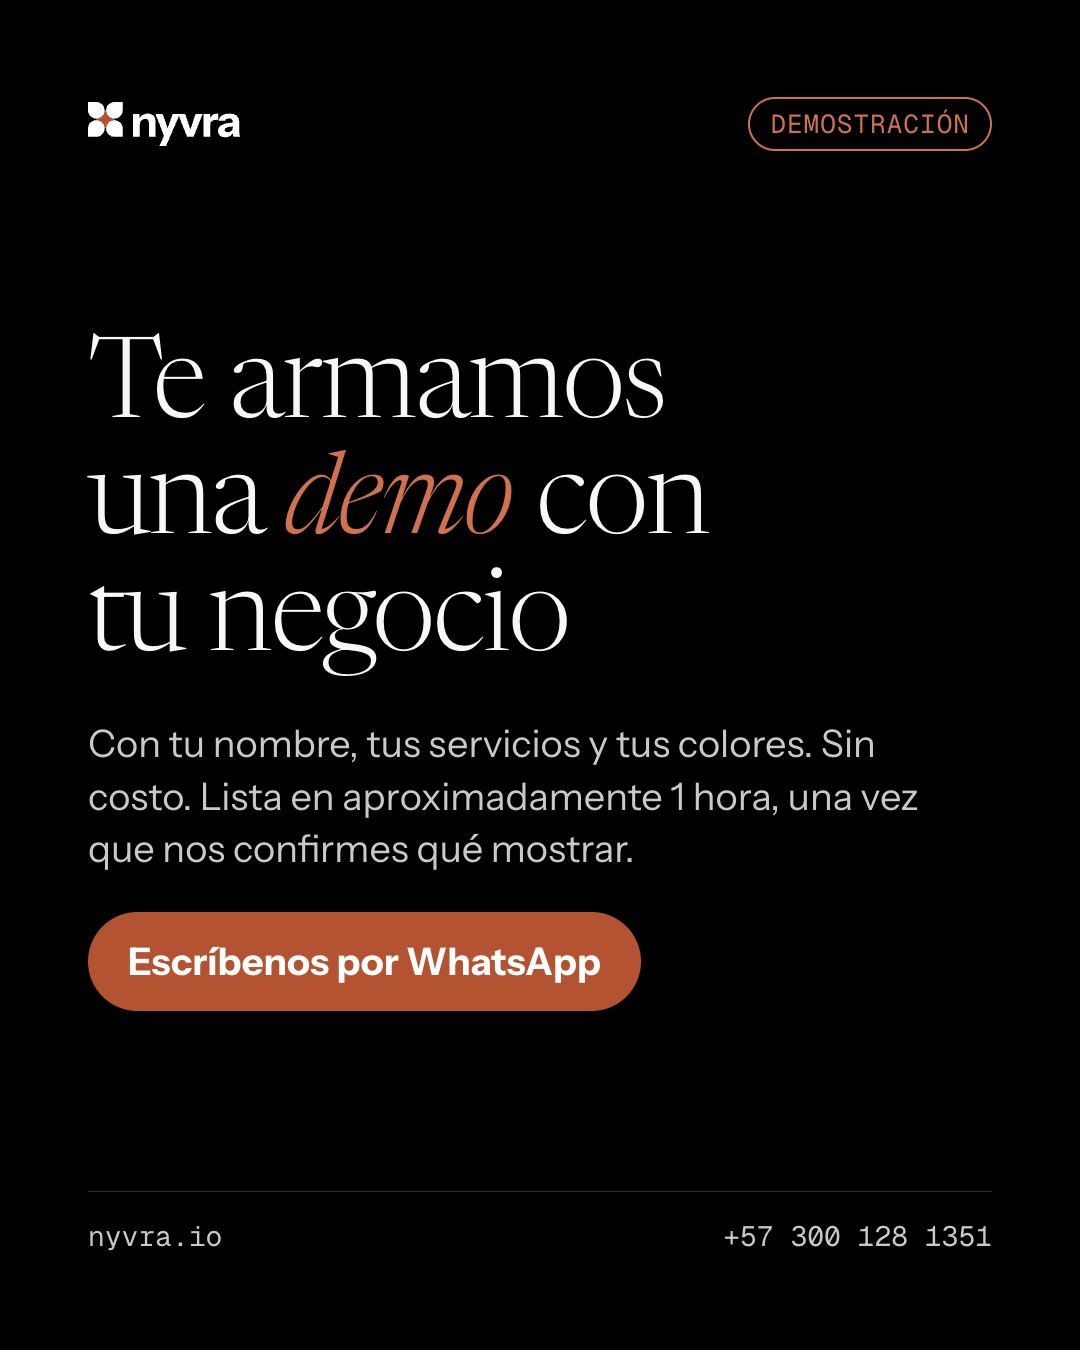 nyvra
DEMOSTRACIÓN
Te armamos
una demo con
tu negocio
Con tu nombre, tus servicios y tus colores. Sin
costo. Lista en aproximadamente 1 hora, una vez
que nos confirmes qué mostrar.
Escríbenos por WhatsApp
nyvra.io
+57 300 128 1351